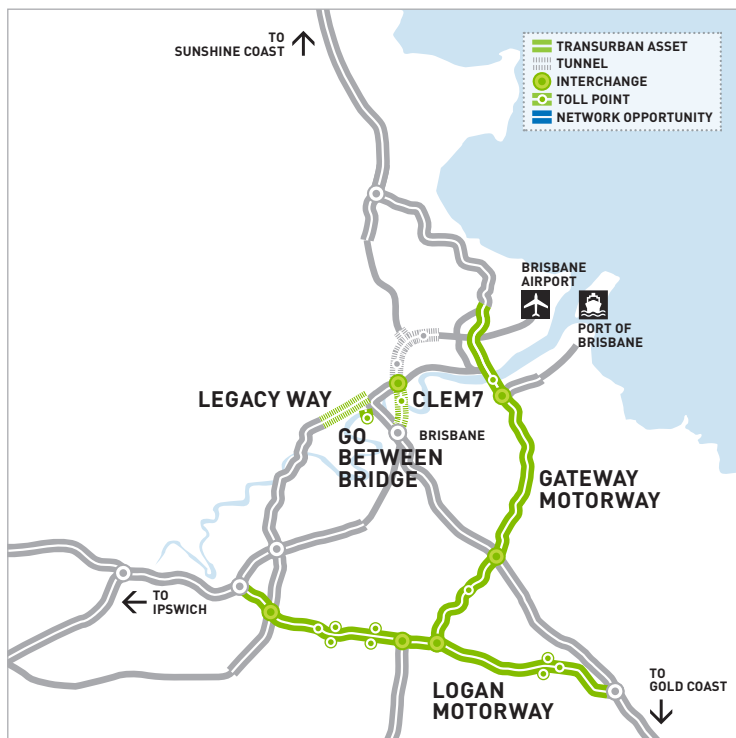 TO
SUNSHINE COAST
TRANSURBAN ASSET
TUNNEL
INTERCHANGE
TOLL POINT
NETWORK OPPORTUNITY
BRISBANE
AIRPORT
PORT OF
BRISBANE
LEGACY WAY
CLEM7
GO
BETWEEN
BRIDGE
BRISBANE
GATEWAY
MOTORWAY
TO
IPSWICH
LOGAN
MOTORWAY
TO
GOLD COAST